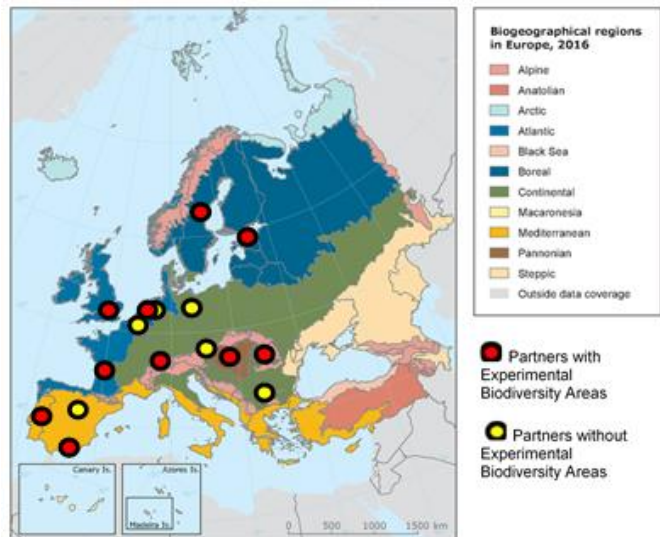 Biogeographical regions
in Europe, 2016
Alpine
Anatolian
Arctic
Atlantic
Black Sea
Boreal
Continental
Macaronesia
Mediterranean
Pannonian
Steppic
Outside data coverage
Partners with
Experimental
Biodiversity Areas
Partners without
Experimental
Biodiversity Areas
Canary Is.
Azores Is.
Madeira Is.
0 500 1000 1500 km